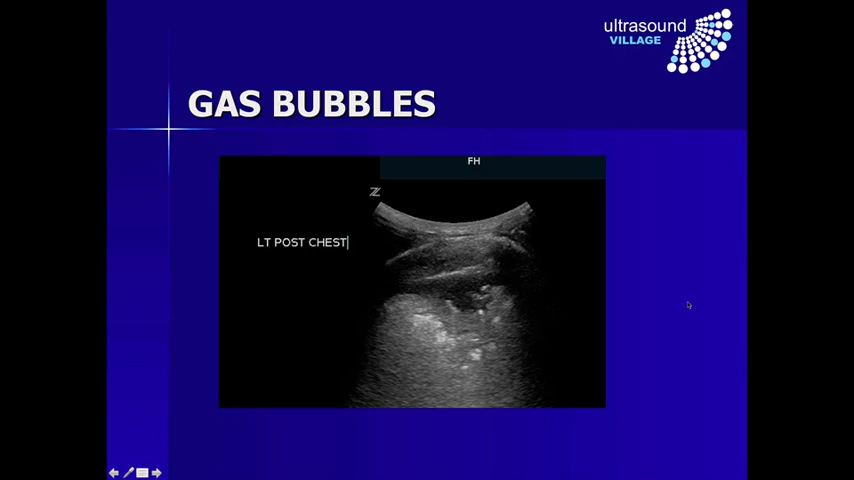 ultrasound
VILLAGE
GAS BUBBLES
FH
Z
LT POST CHEST